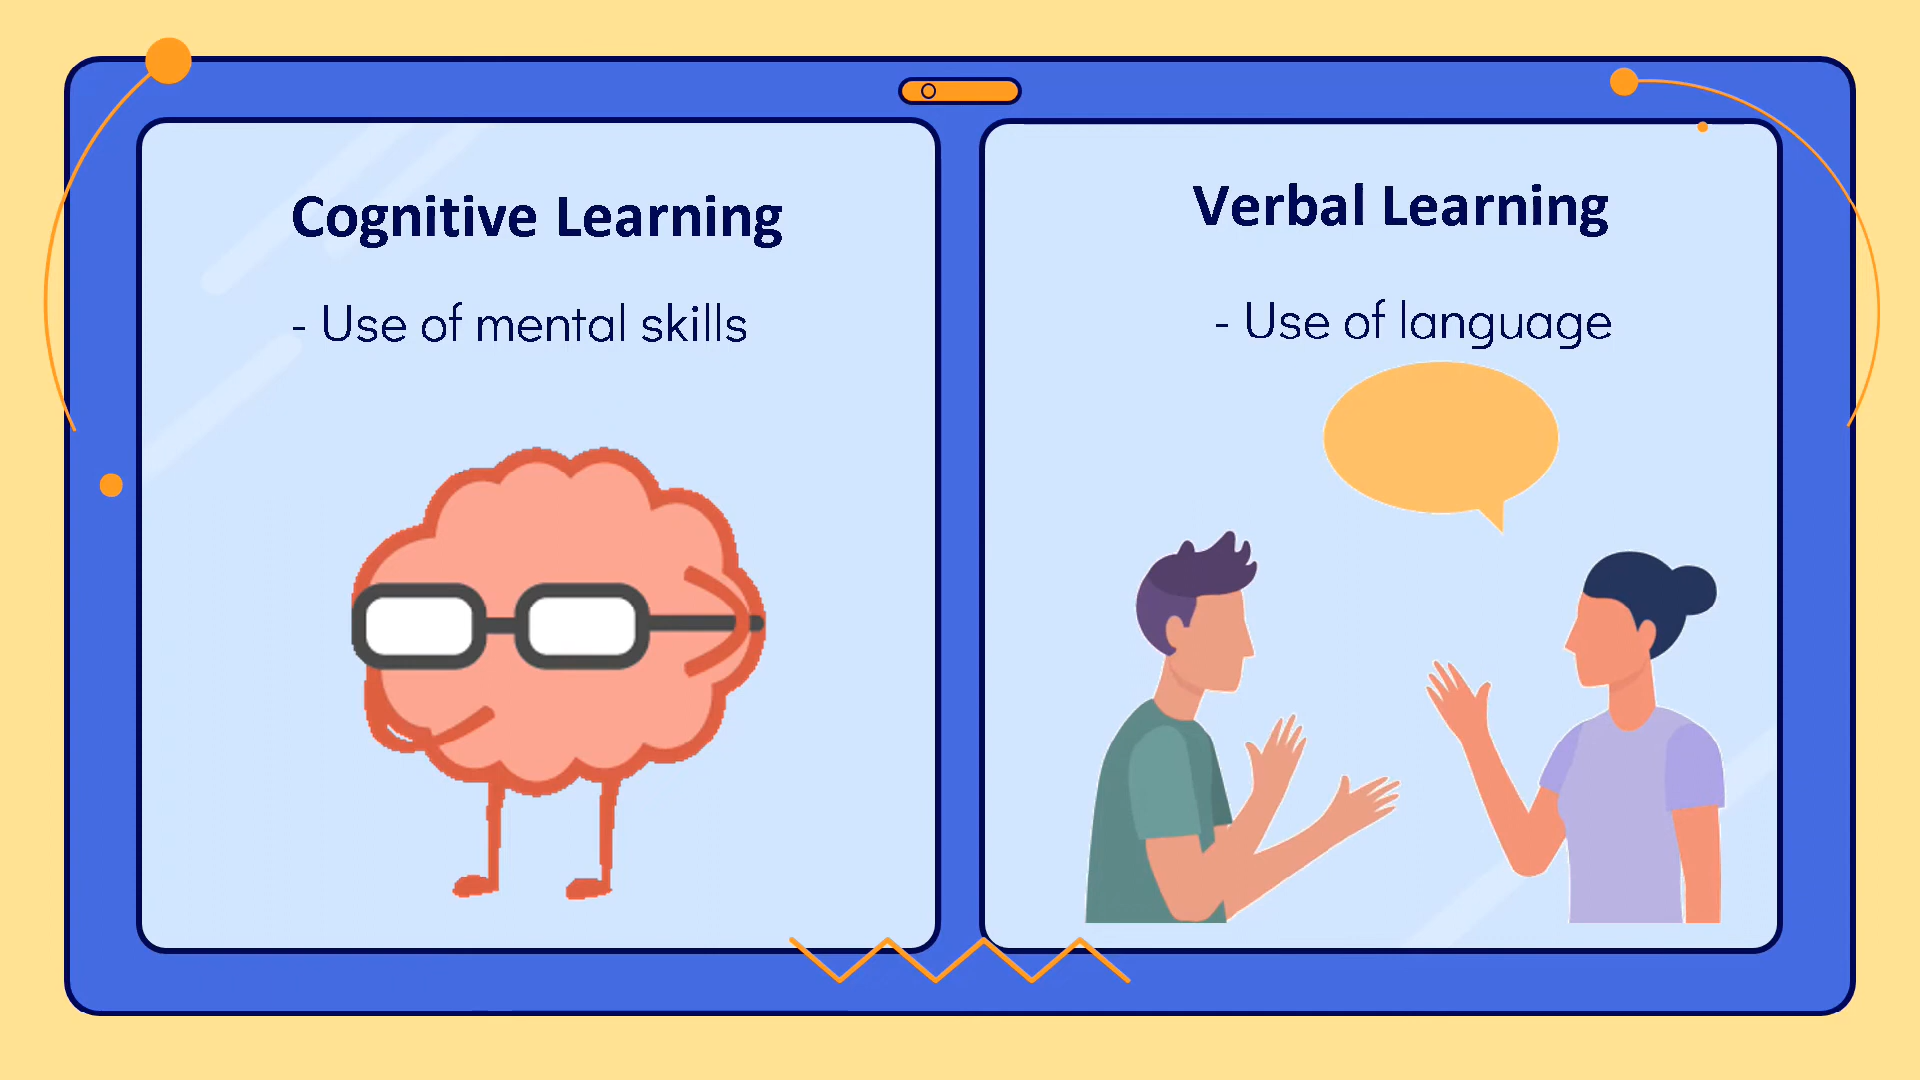 Cognitive Learning
- Use of mental skills
Verbal Learning
- Use of language